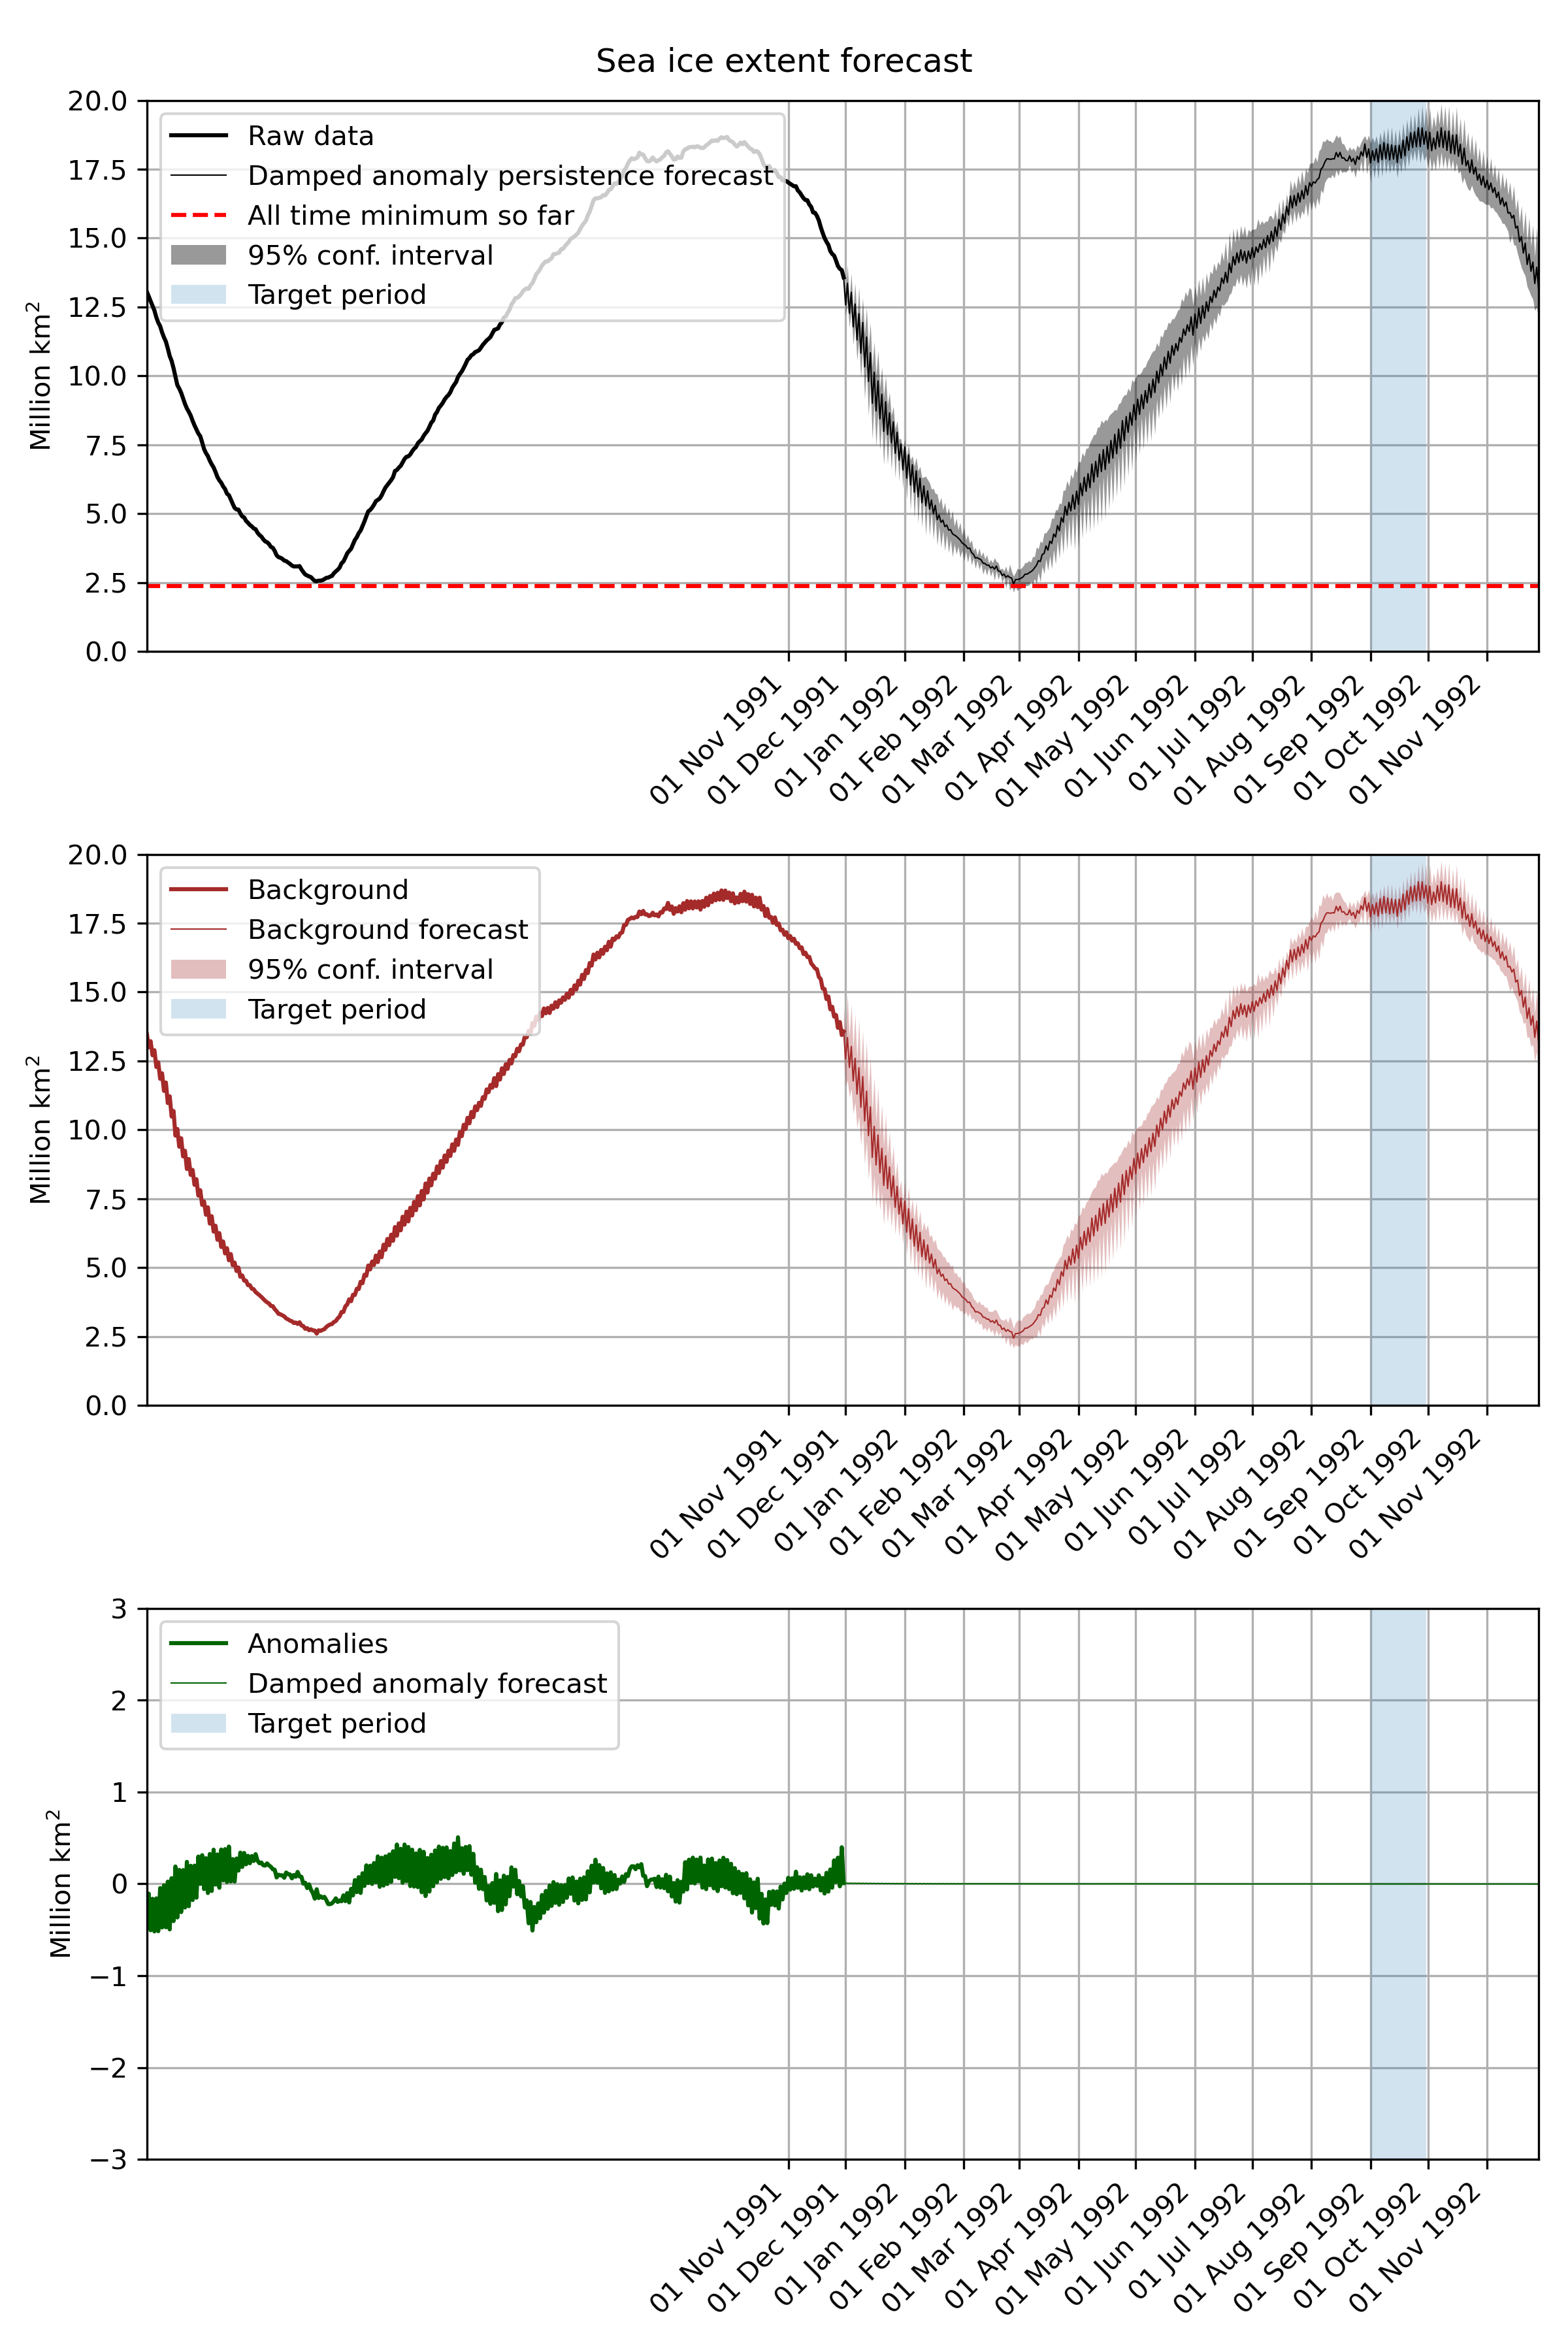 Sea ice extent forecast
20.0
17.5
15.0
12.5
10.0
7.5
5.0
2.5
0.0
Million km²
Raw data
Damped anomaly persistence forecast
All time minimum so far
95% conf. interval
Target period
01 Nov 1991
01 Dec 1991
01 Jan 1992
01 Feb 1992
01 Mar 1992
01 Apr 1992
01 May 1992
01 Jun 1992
01 Jul 1992
01 Aug 1992
01 Sep 1992
01 Oct 1992
01 Nov 1992
20.0
17.5
15.0
12.5
10.0
7.5
5.0
2.5
0.0
Million km²
Background
Background forecast
95% conf. interval
Target period
01 Nov 1991
01 Dec 1991
01 Jan 1992
01 Feb 1992
01 Mar 1992
01 Apr 1992
01 May 1992
01 Jun 1992
01 Jul 1992
01 Aug 1992
01 Sep 1992
01 Oct 1992
01 Nov 1992
3
2
1
0
−1
−2
−3
Million km²
Anomalies
Damped anomaly forecast
Target period
01 Nov 1991
01 Dec 1991
01 Jan 1992
01 Feb 1992
01 Mar 1992
01 Apr 1992
01 May 1992
01 Jun 1992
01 Jul 1992
01 Aug 1992
01 Sep 1992
01 Oct 1992
01 Nov 1992